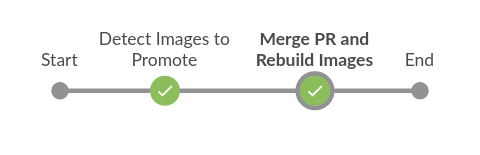 Start
Detect Images to
Promote
Merge PR and
Rebuild Images
End